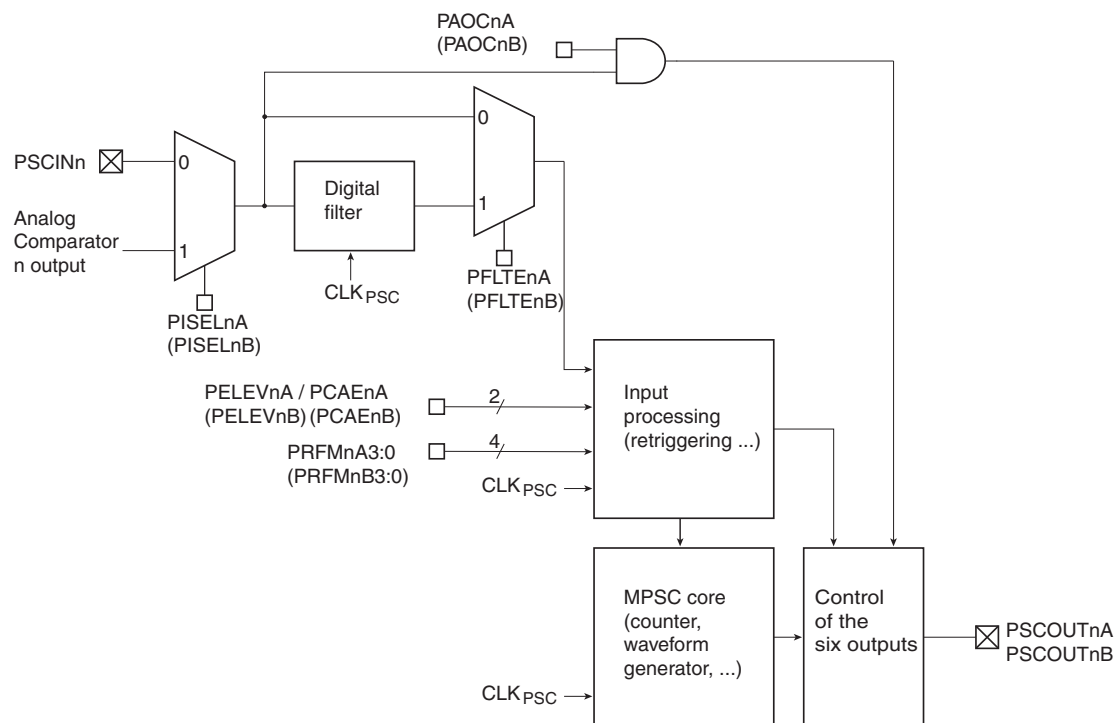 PAOCnA
(PAOCnB)
0
PSCINn
0
Digital
filter
1
Analog
Comparator
n output
1
CLKPSC
PFLTEnA
(PFLTEnB)
PISELnA
(PISELnB)
PELEVnA / PCAEnA
(PELEVnB) (PCAEnB)
2
Input
processing
(retriggering ...)
PRFMnA3:0
(PRFMnB3:0)
4
CLKPSC
MPSC core
(counter,
waveform
generator, ...)
Control
of the
six outputs
PSCOUTnA
PSCOUTnB
CLKPSC